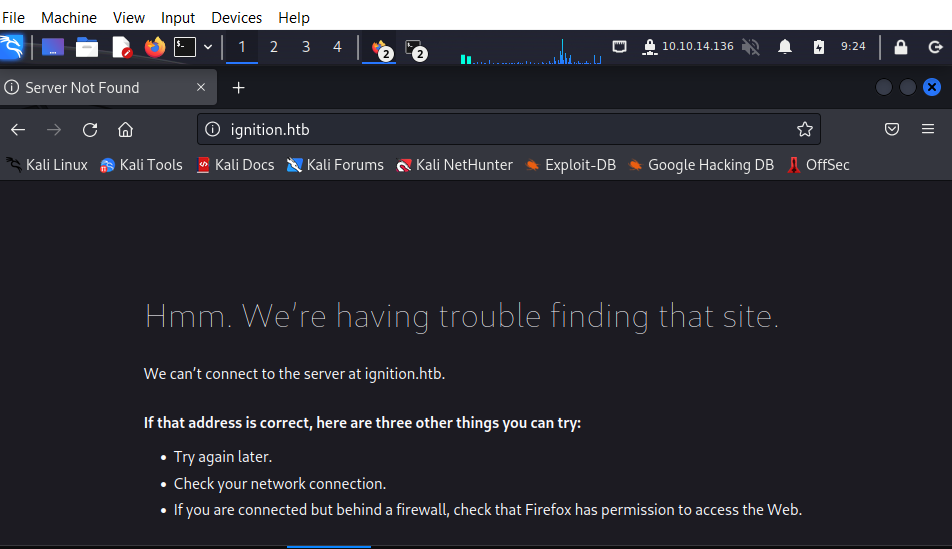 File Machine View Input Devices Help
1 2 3 4 2 2 10.10.14.136 9:24
Server Not Found
ignition.htb
Kali Linux Kali Tools Kali Docs Kali Forums Kali NetHunter Exploit-DB Google Hacking DB OffSec
Hmm. We’re having trouble finding that site.
We can’t connect to the server at ignition.htb.
If that address is correct, here are three other things you can try:
Try again later.
Check your network connection.
If you are connected but behind a firewall, check that Firefox has permission to access the Web.